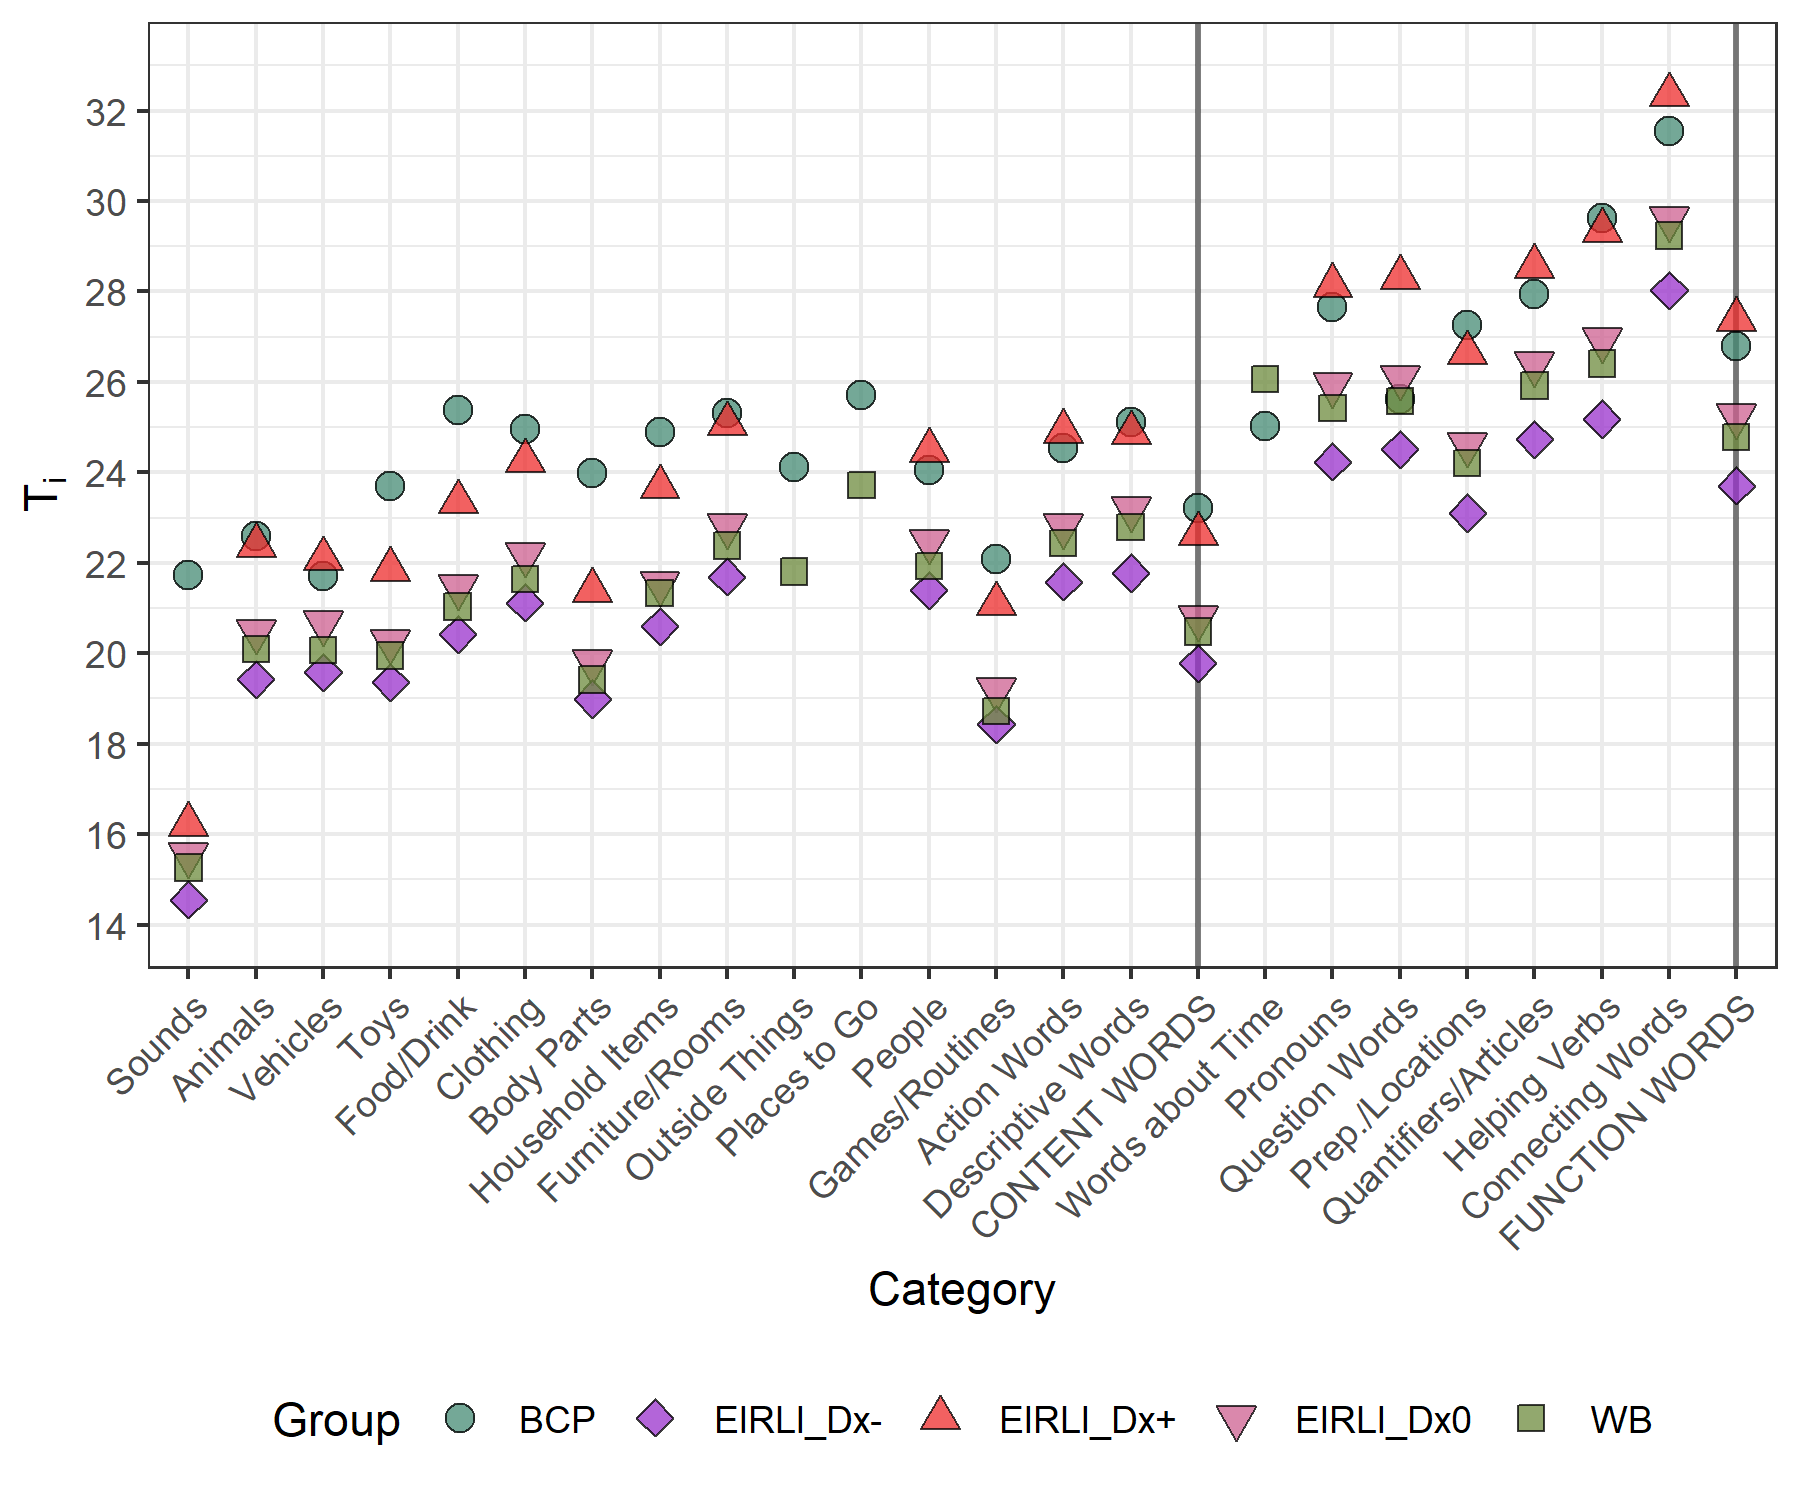 32
30
28
26
24
22
20
18
16
14
Ti
Sounds
Animals
Vehicles
Toys
Food/Drink
Clothing
Body Parts
Household Items
Furniture/Rooms
Outside Things
Places to Go
People
Games/Routines
Action Words
Descriptive Words
CONTENT WORDS
Words about Time
Pronouns
Question Words
Prep./Locations
Quantifiers/Articles
Helping Verbs
Connecting Words
FUNCTION WORDS
Category
Group BCP EIRLI_Dx- EIRLI_Dx+ EIRLI_Dx0 WB